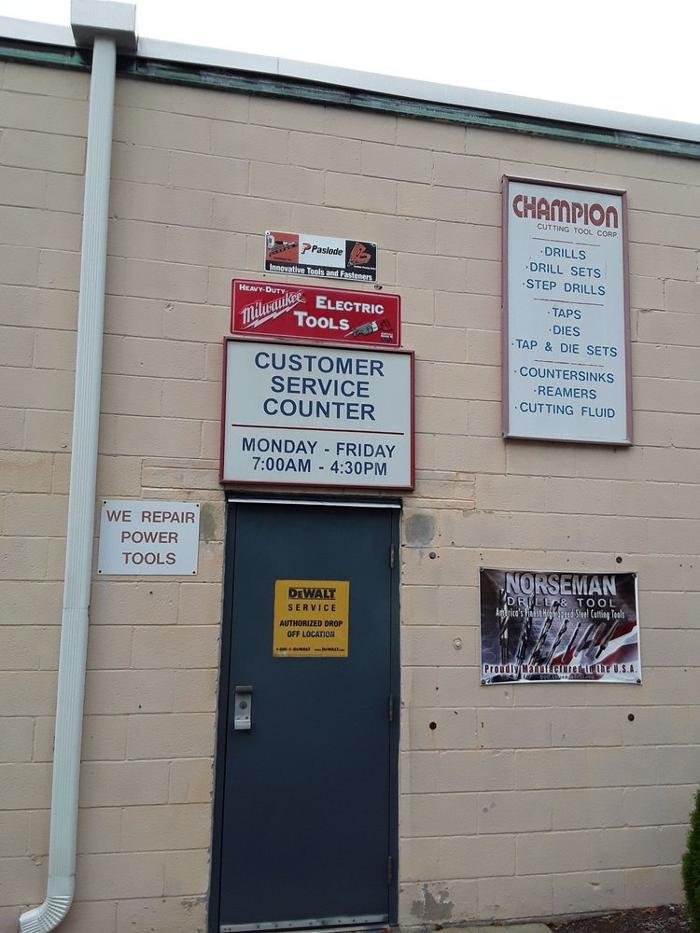 Paslode
Innovative Tools and Fasteners
HEAVY-DUTY
Milwaukee
ELECTRIC
TOOLS
CUSTOMER
SERVICE
COUNTER
MONDAY - FRIDAY
7:00AM - 4:30PM
CHAMPION
CUTTING TOOL CORP.
·DRILLS
·DRILL SETS
·STEP DRILLS
·TAPS
·DIES
·TAP & DIE SETS
·COUNTERSINKS
·REAMERS
·CUTTING FLUID
WE REPAIR
POWER
TOOLS
DEWALT
SERVICE
AUTHORIZED DROP
OFF LOCATION
NORSEMAN
DRILL & TOOL
America's Finest High Speed Steel Cutting Tools
Proudly Manufactured in the U.S.A.